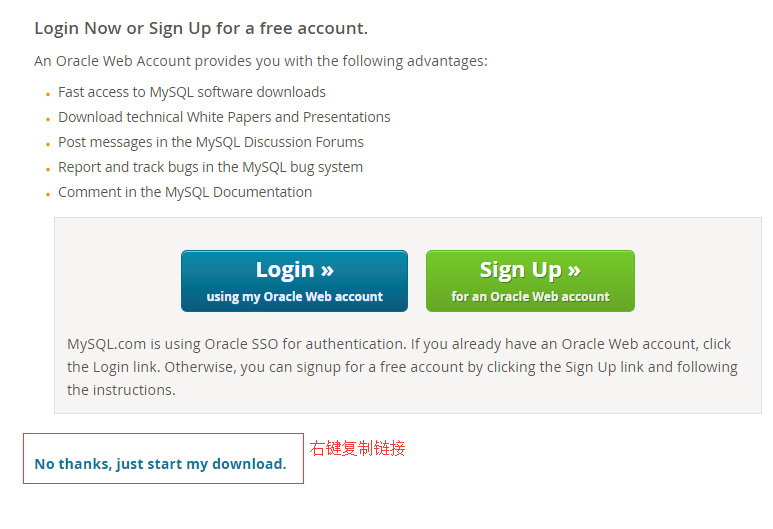 Login Now or Sign Up for a free account.
An Oracle Web Account provides you with the following advantages:
Fast access to MySQL software downloads
Download technical White Papers and Presentations
Post messages in the MySQL Discussion Forums
Report and track bugs in the MySQL bug system
Comment in the MySQL Documentation
Login »
using my Oracle Web account
Sign Up »
for an Oracle Web account
MySQL.com is using Oracle SSO for authentication. If you already have an Oracle Web account, click
the Login link. Otherwise, you can signup for a free account by clicking the Sign Up link and following
the instructions.
No thanks, just start my download.
右键复制链接